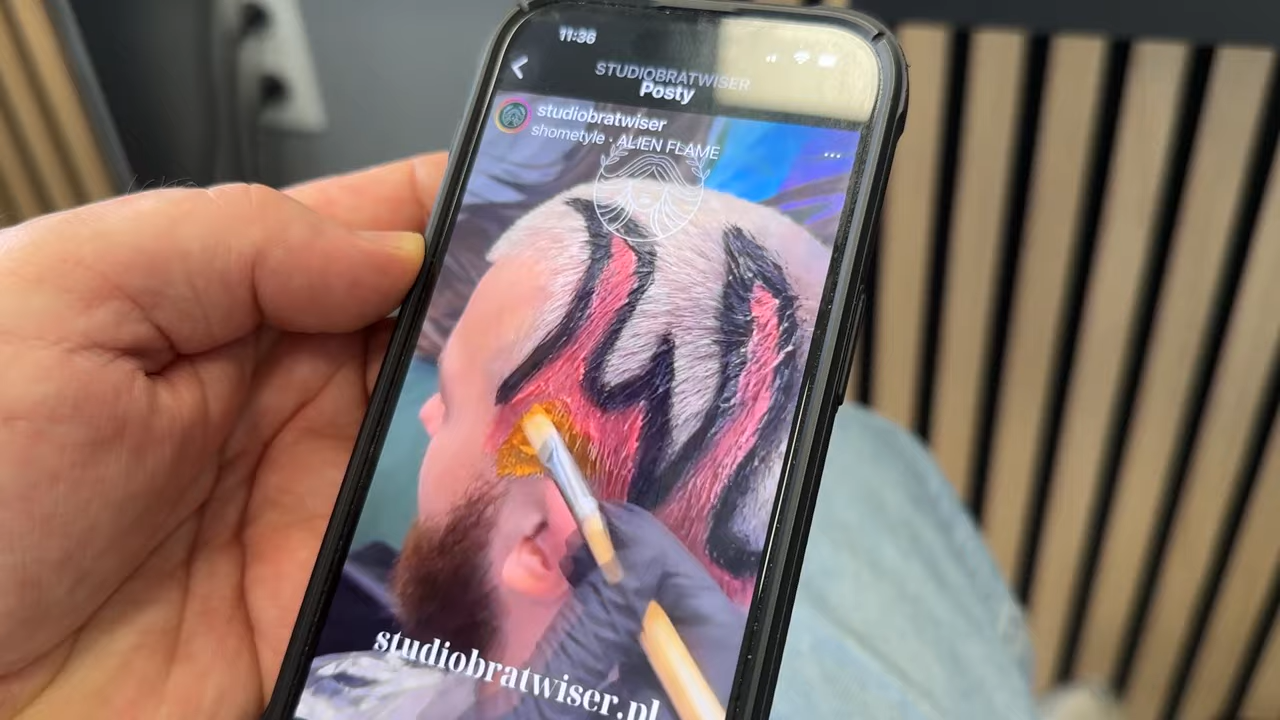 11:36
STUDIOBRATWISER
Posty
studiobratwiser
shometyle · ALIEN FLAME
studiobratwiser.pl